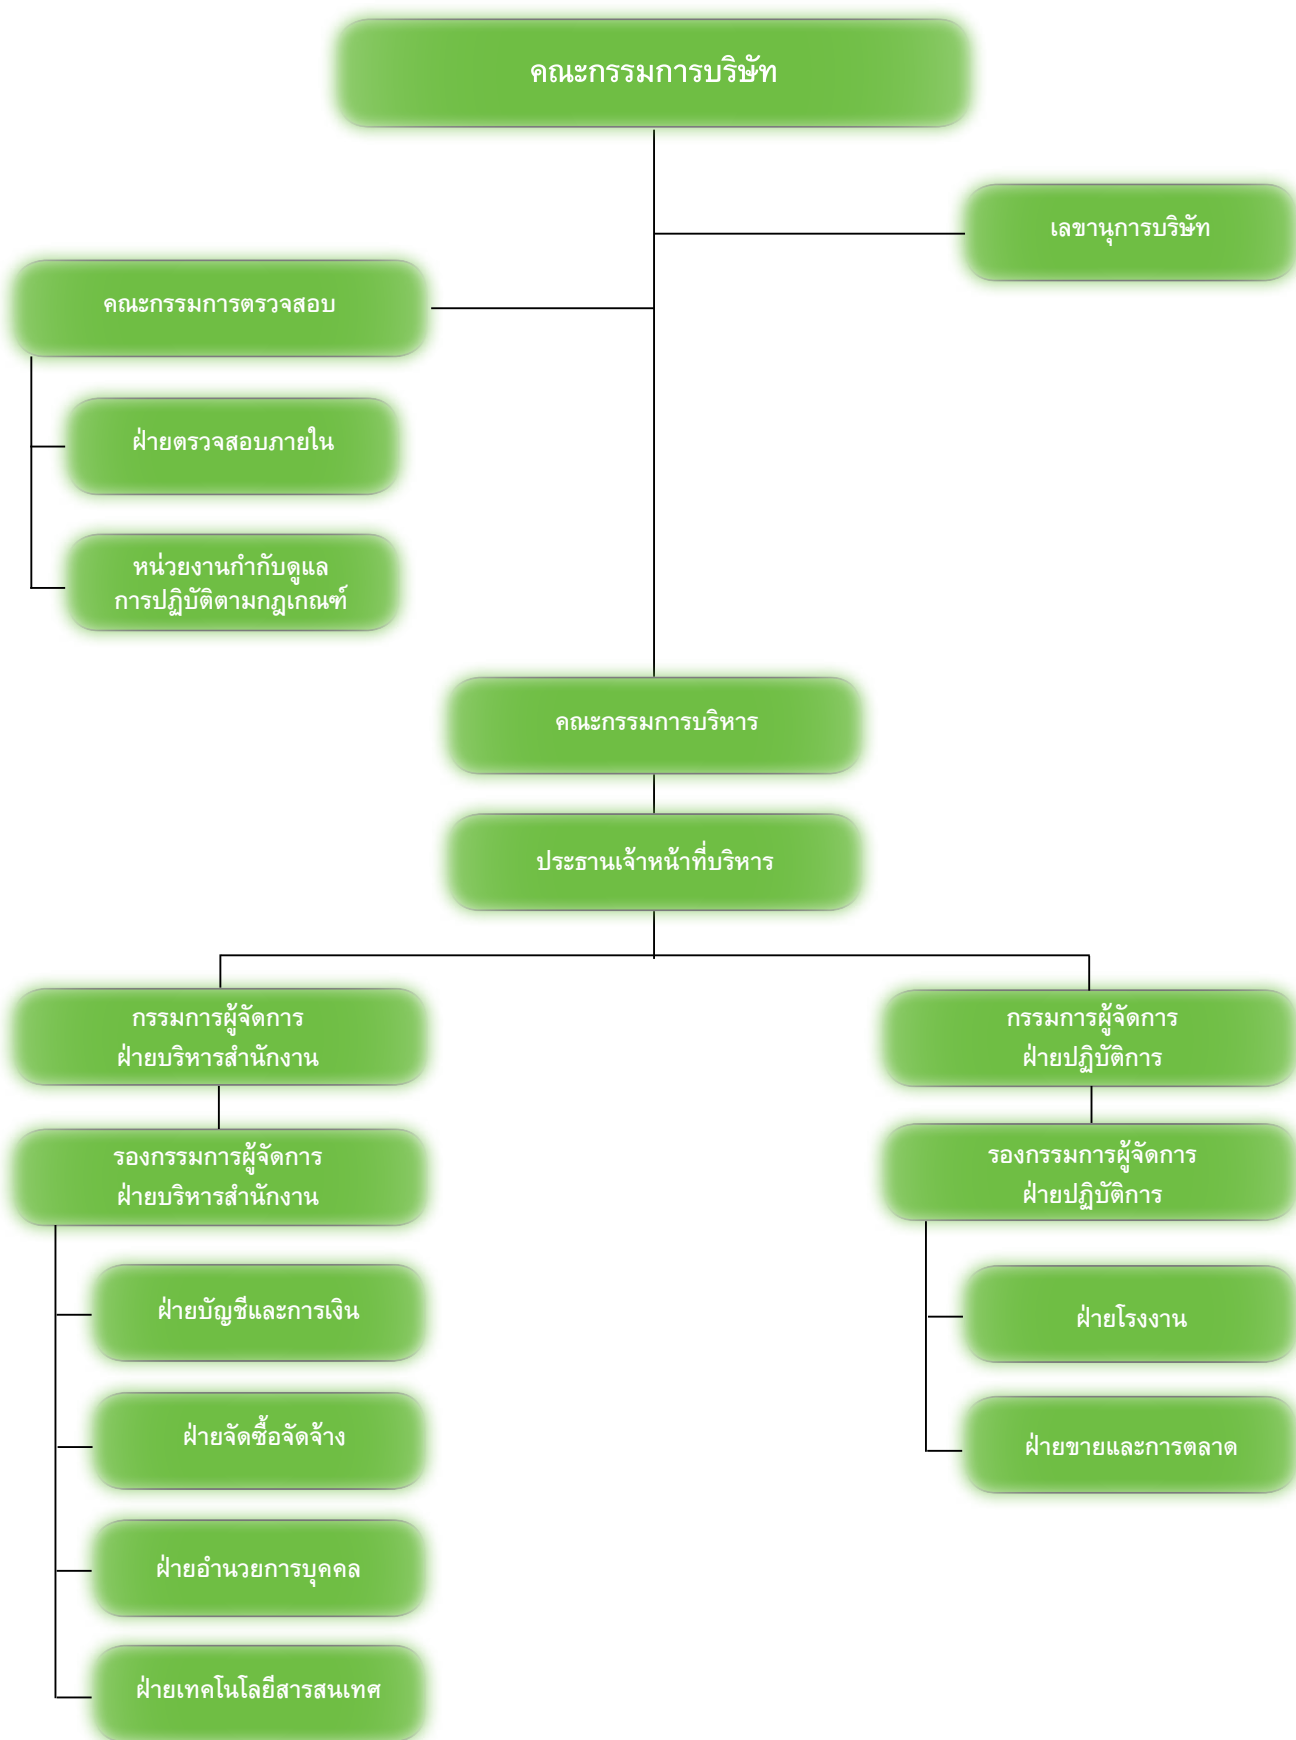 คณะกรรมการบริษัท
เลขานุการบริษัท
คณะกรรมการตรวจสอบ
ฝ่ายตรวจสอบภายใน
หน่วยงานกำกับดูแล
การปฏิบัติตามกฎเกณฑ์
คณะกรรมการบริหาร
ประธานเจ้าหน้าที่บริหาร
กรรมการผู้จัดการ
ฝ่ายบริหารสำนักงาน
กรรมการผู้จัดการ
ฝ่ายปฏิบัติการ
รองกรรมการผู้จัดการ
ฝ่ายบริหารสำนักงาน
รองกรรมการผู้จัดการ
ฝ่ายปฏิบัติการ
ฝ่ายบัญชีและการเงิน
ฝ่ายจัดซื้อจัดจ้าง
ฝ่ายอำนวยการบุคคล
ฝ่ายเทคโนโลยีสารสนเทศ
ฝ่ายโรงงาน
ฝ่ายขายและการตลาด